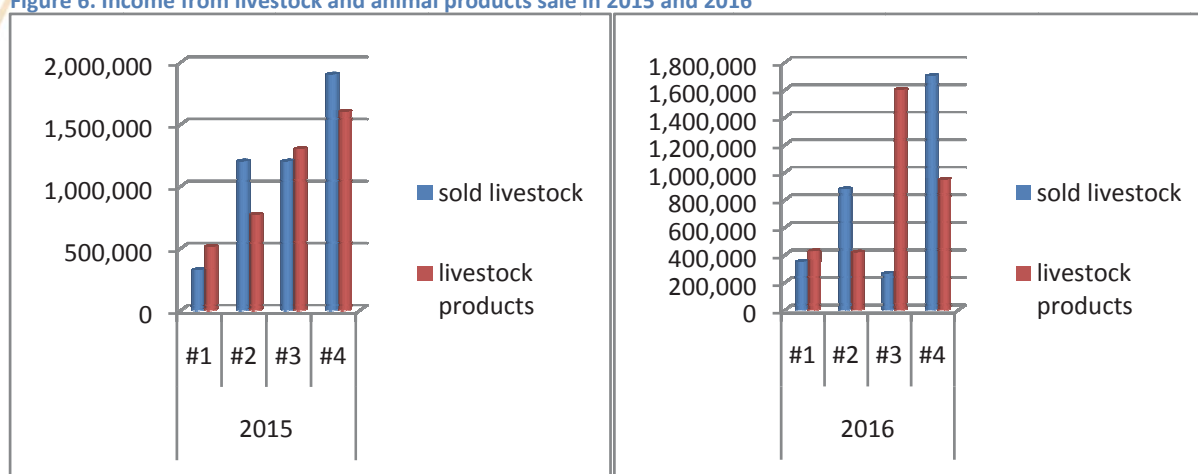 Figure 6. Income from livestock and animal products sale in 2015 and 2016
2,000,000
1,500,000
1,000,000
500,000
0
#1 #2 #3 #4
2015
sold livestock
livestock
products
1,800,000
1,600,000
1,400,000
1,200,000
1,000,000
800,000
600,000
400,000
200,000
0
#1 #2 #3 #4
2016
sold livestock
livestock
products